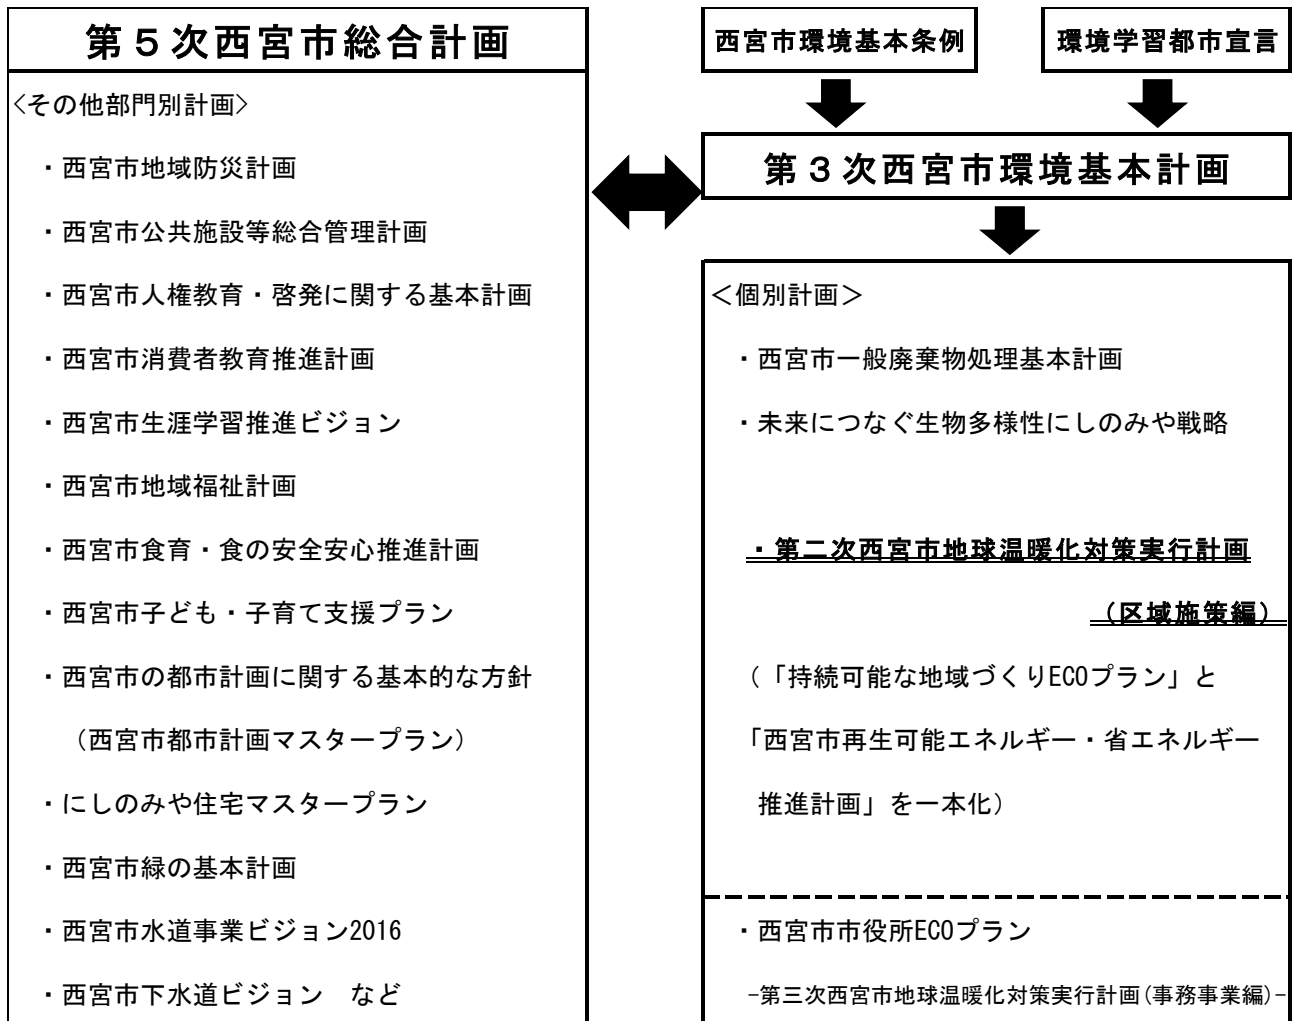 第５次西宮市総合計画
<その他部門別計画>
・西宮市地域防災計画
・西宮市公共施設等総合管理計画
・西宮市人権教育・啓発に関する基本計画
・西宮市消費者教育推進計画
・西宮市生涯学習推進ビジョン
・西宮市地域福祉計画
・西宮市食育・食の安全安心推進計画
・西宮市子ども・子育て支援プラン
・西宮市の都市計画に関する基本的な方針
（西宮市都市計画マスタープラン）
・にしのみや住宅マスタープラン
・西宮市緑の基本計画
・西宮市水道事業ビジョン2016
・西宮市下水道ビジョン　など
西宮市環境基本条例
環境学習都市宣言
第３次西宮市環境基本計画
＜個別計画＞
・西宮市一般廃棄物処理基本計画
・未来につなぐ生物多様性にしのみや戦略
・第二次西宮市地球温暖化対策実行計画
（区域施策編）
（「持続可能な地域づくりECOプラン」と
「西宮市再生可能エネルギー・省エネルギー
推進計画」を一本化）
・西宮市市役所ECOプラン
-第三次西宮市地球温暖化対策実行計画(事務事業編)-